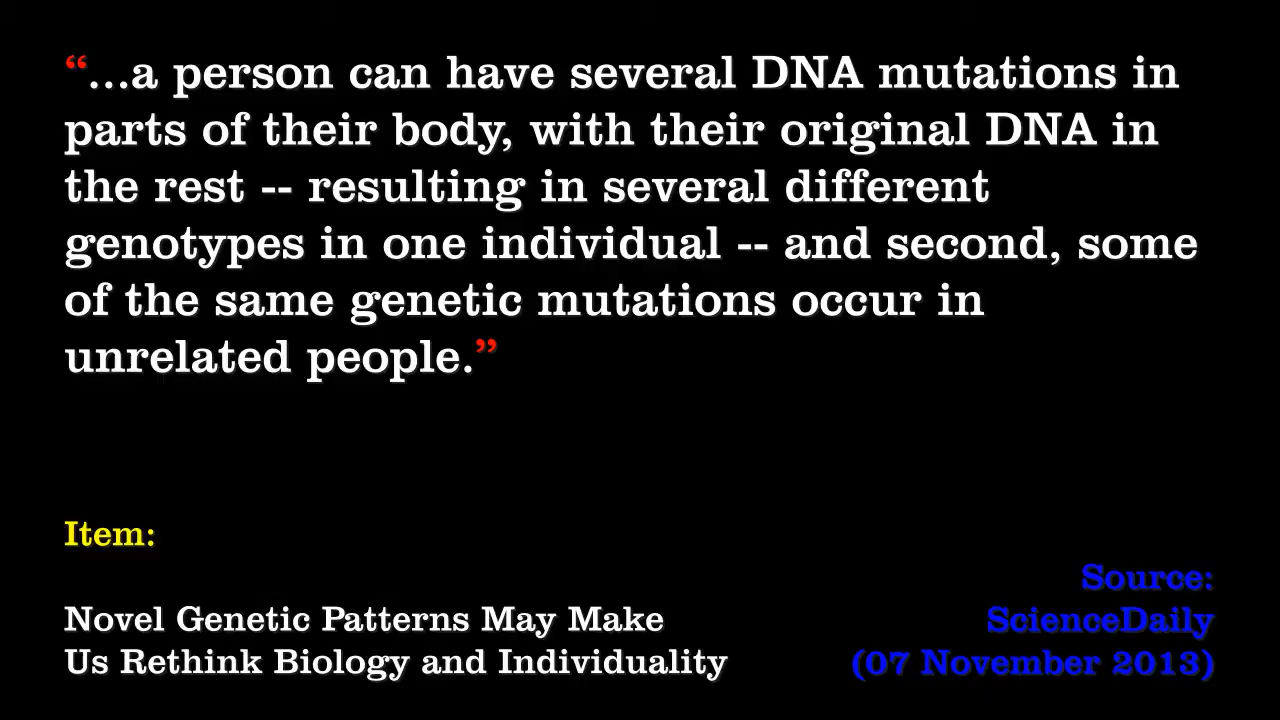 “...a person can have several DNA mutations in
parts of their body, with their original DNA in
the rest -- resulting in several different
genotypes in one individual -- and second, some
of the same genetic mutations occur in
unrelated people.”
Item:
Novel Genetic Patterns May Make
Us Rethink Biology and Individuality
Source:
ScienceDaily
(07 November 2013)